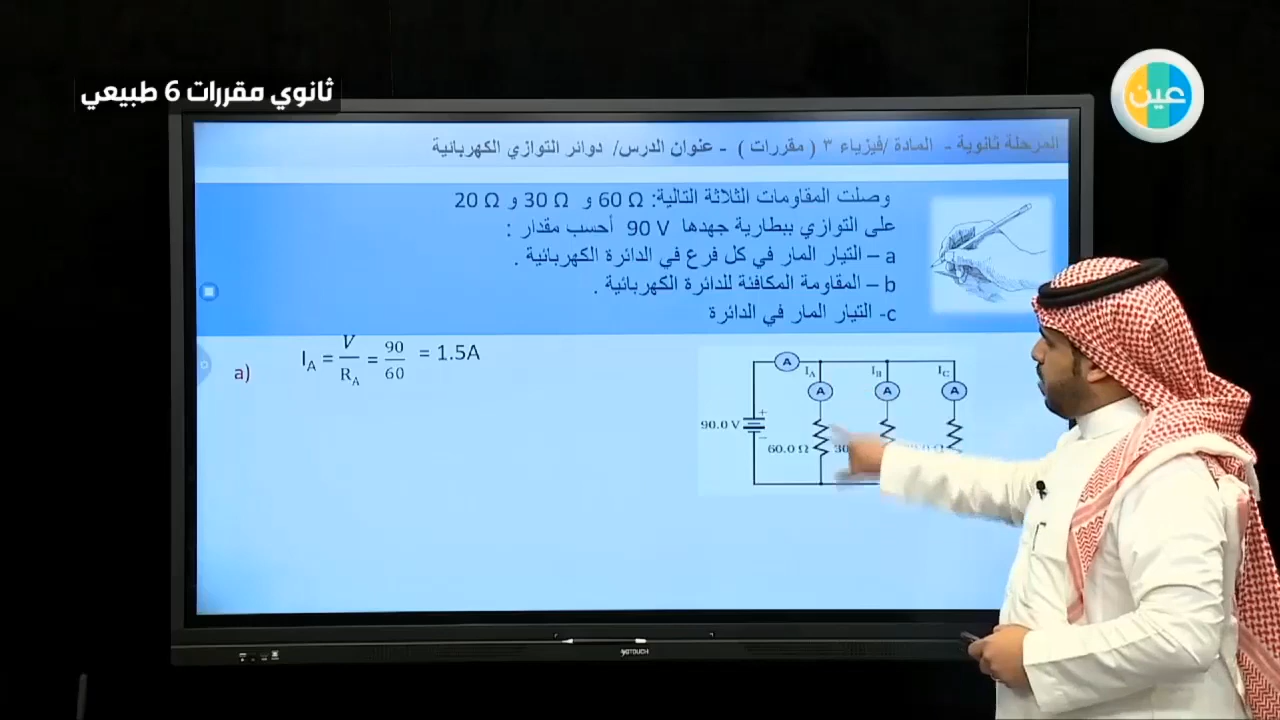 ثانوي مقررات 6 طبيعي
عين
المرحلة ثانوية - المادة /فيزياء ٣ ( مقررات ) - عنوان الدرس/ دوائر التوازي الكهربائية
وصلت المقاومات الثلاثة التالية: 60 Ω و 30 Ω و 20 Ω
على التوازي ببطارية جهدها 90 V أحسب مقدار :
a – التيار المار في كل فرع في الدائرة الكهربائية .
b – المقاومة المكافئة للدائرة الكهربائية .
c- التيار المار في الدائرة
a) I_A = V/R_A = 90/60 = 1.5A
A
I_A I_B I_C
A A A
90.0 V + −
60.0 Ω